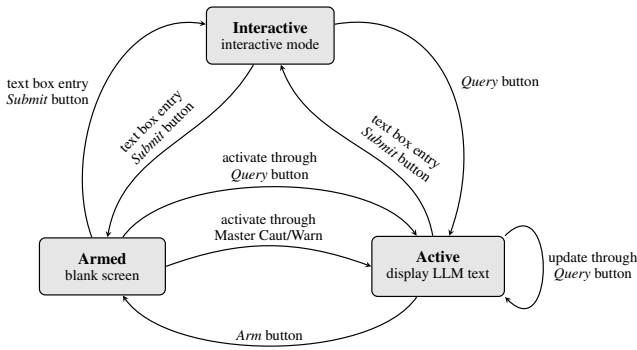 Interactive
interactive mode
text box entry
Submit button
Query button
text box entry
Submit button
text box entry
Submit button
activate through
Query button
activate through
Master Caut/Warn
Armed
blank screen
Active
display LLM text
update through
Query button
Arm button